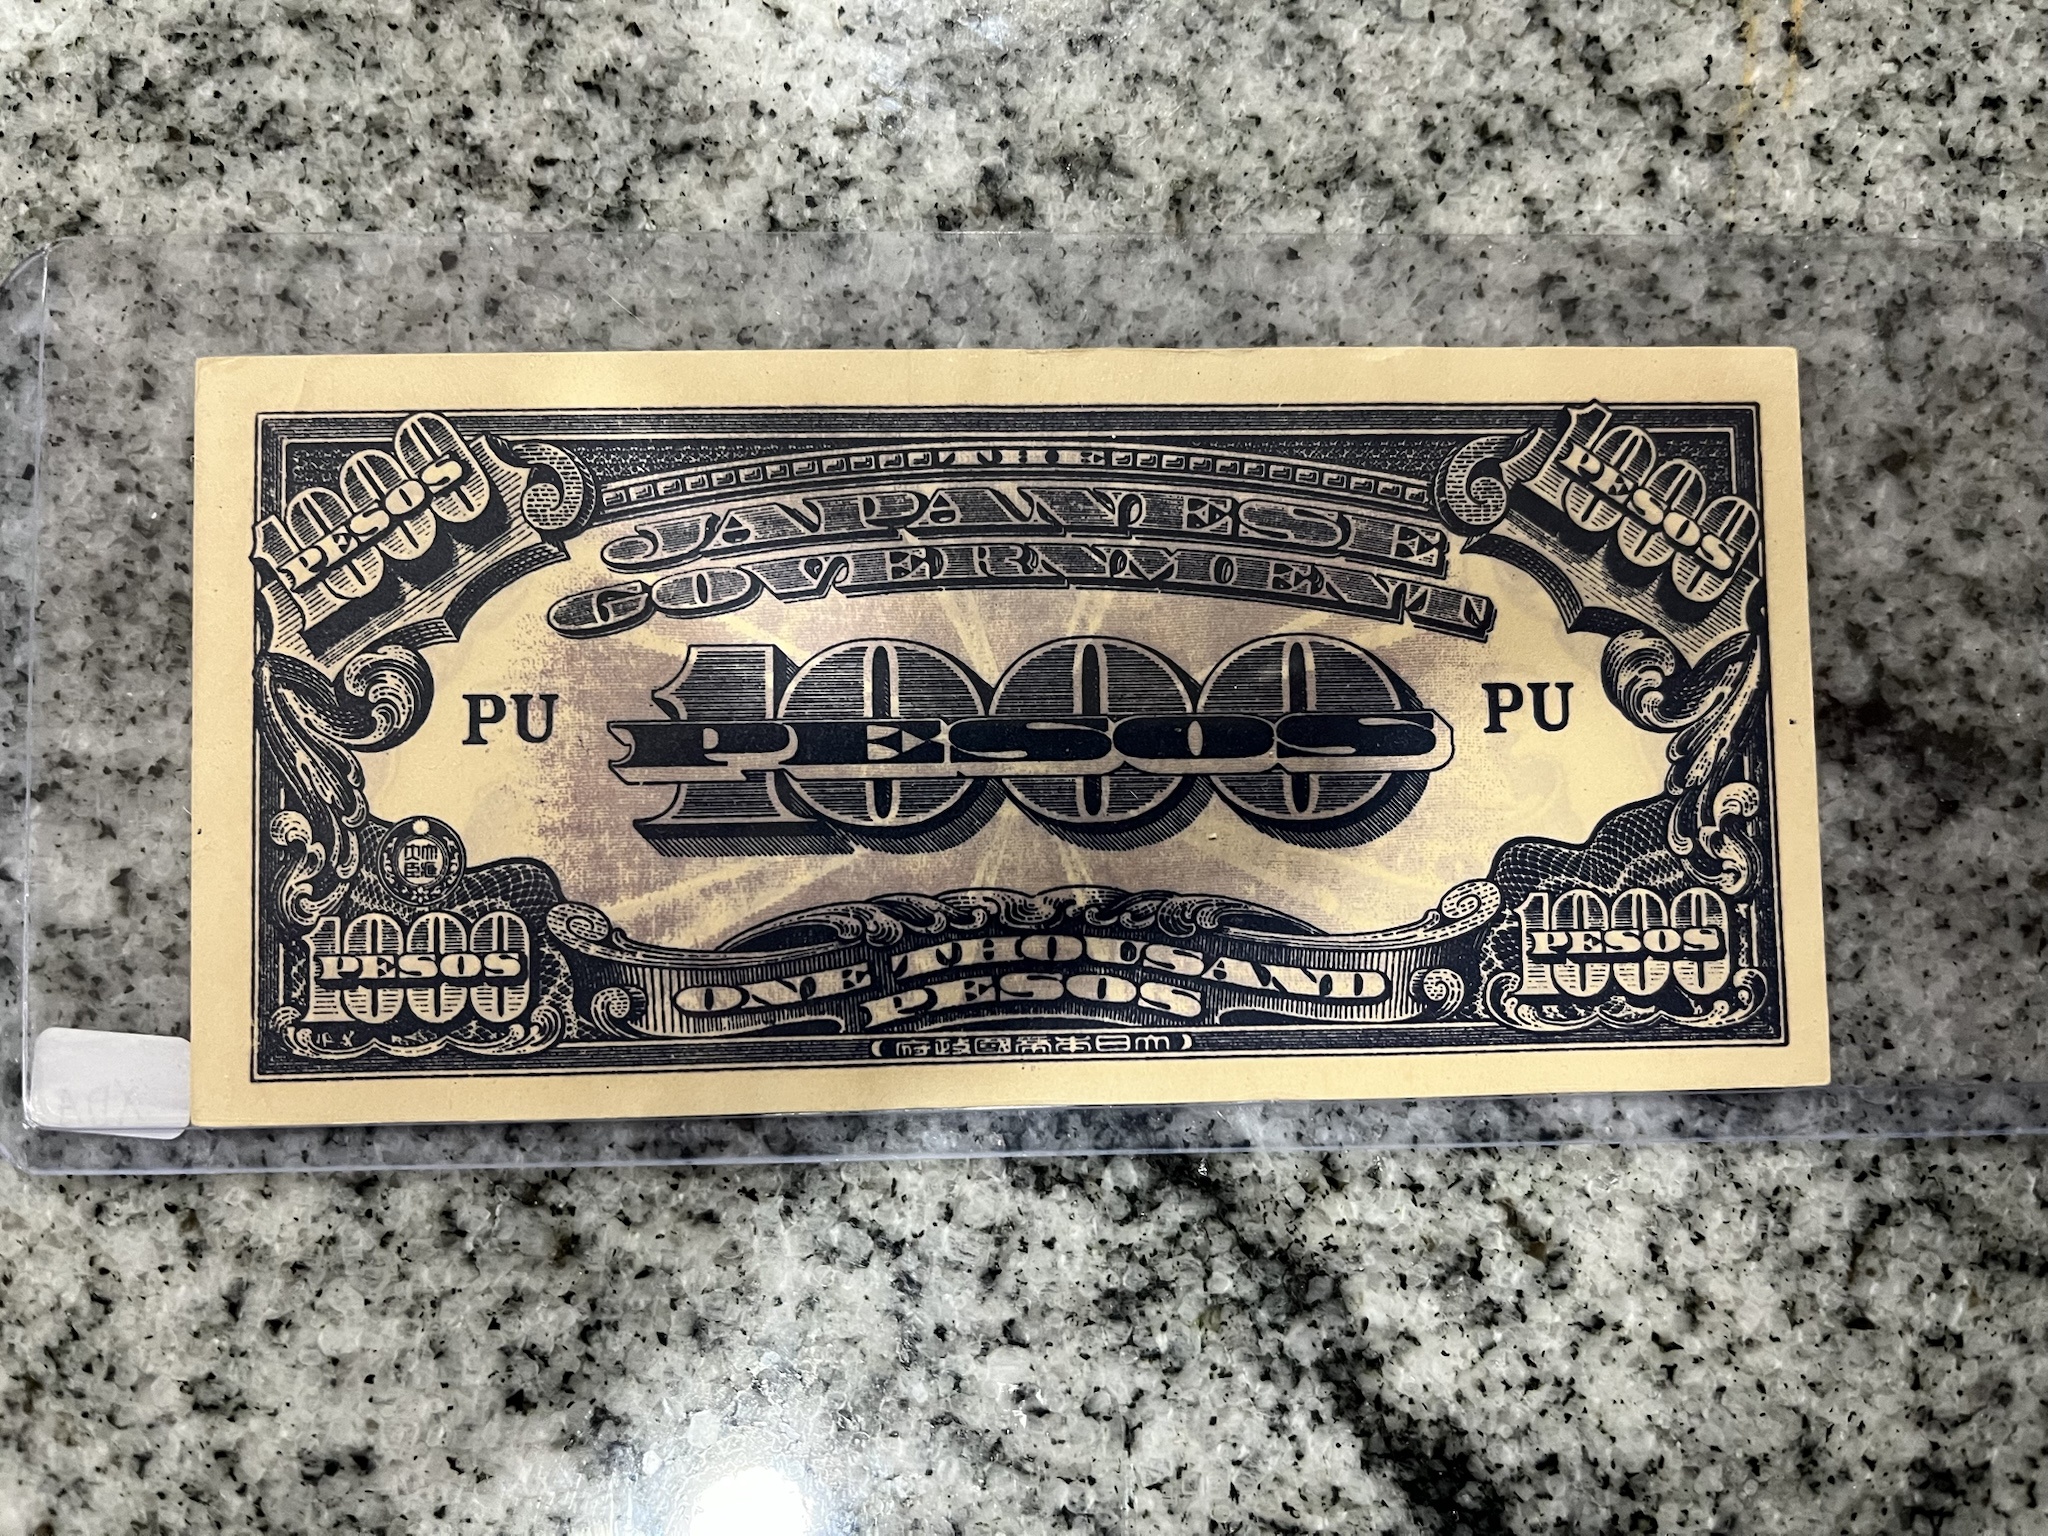 1000
PESOS
THE
JAPANESE
GOVERNMENT
1000
PESOS
PU
1000
PESOS
PU
1000
PESOS
ONE THOUSAND
PESOS
1000
PESOS
府政國帝本日大